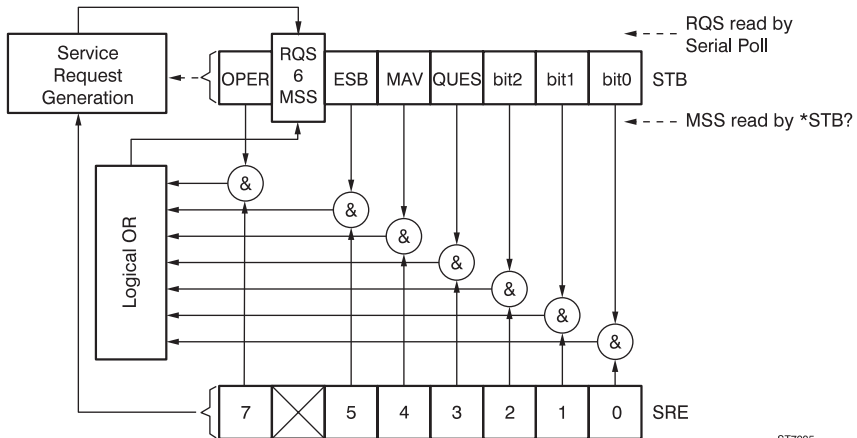 RQS read by
Serial Poll
Service
Request
Generation
OPER
RQS
6
MSS
ESB
MAV
QUES
bit2
bit1
bit0
STB
MSS read by *STB?
&
&
&
&
&
&
&
Logical OR
7
5
4
3
2
1
0
SRE